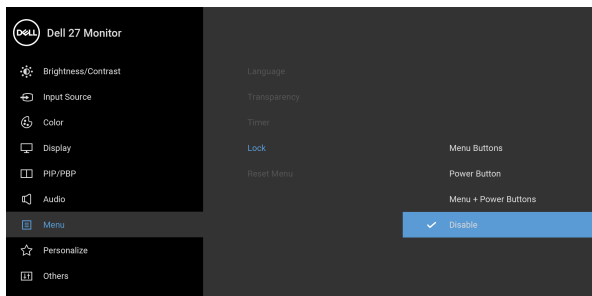 DELL Dell 27 Monitor
Brightness/Contrast
Input Source
Color
Display
PIP/PBP
Audio
Menu
Personalize
Others
Language
Transparency
Timer
Lock
Reset Menu
Menu Buttons
Power Button
Menu + Power Buttons
Disable